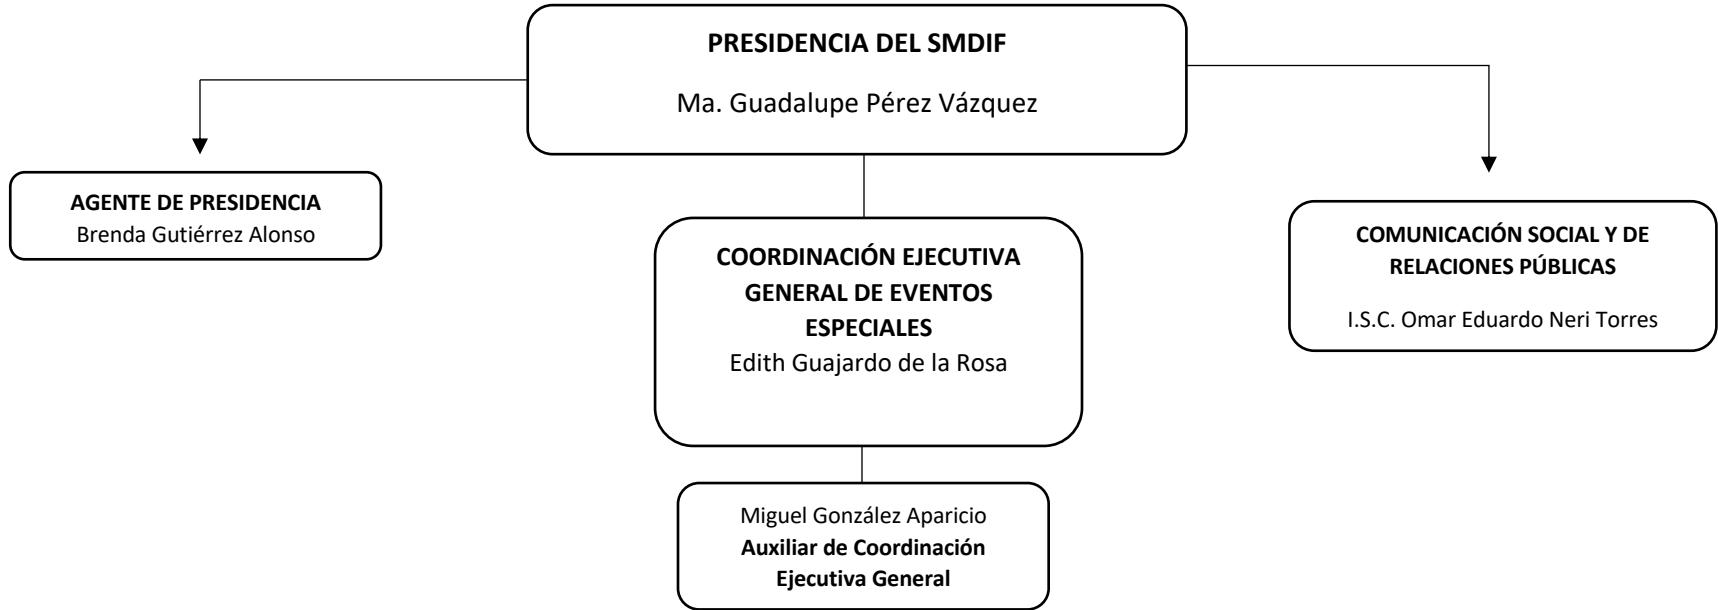 PRESIDENCIA DEL SMDIF
Ma. Guadalupe Pérez Vázquez
AGENTE DE PRESIDENCIA
Brenda Gutiérrez Alonso
COORDINACIÓN EJECUTIVA
GENERAL DE EVENTOS
ESPECIALES
Edith Guajardo de la Rosa
COMUNICACIÓN SOCIAL Y DE
RELACIONES PÚBLICAS
I.S.C. Omar Eduardo Neri Torres
Miguel González Aparicio
Auxiliar de Coordinación
Ejecutiva General